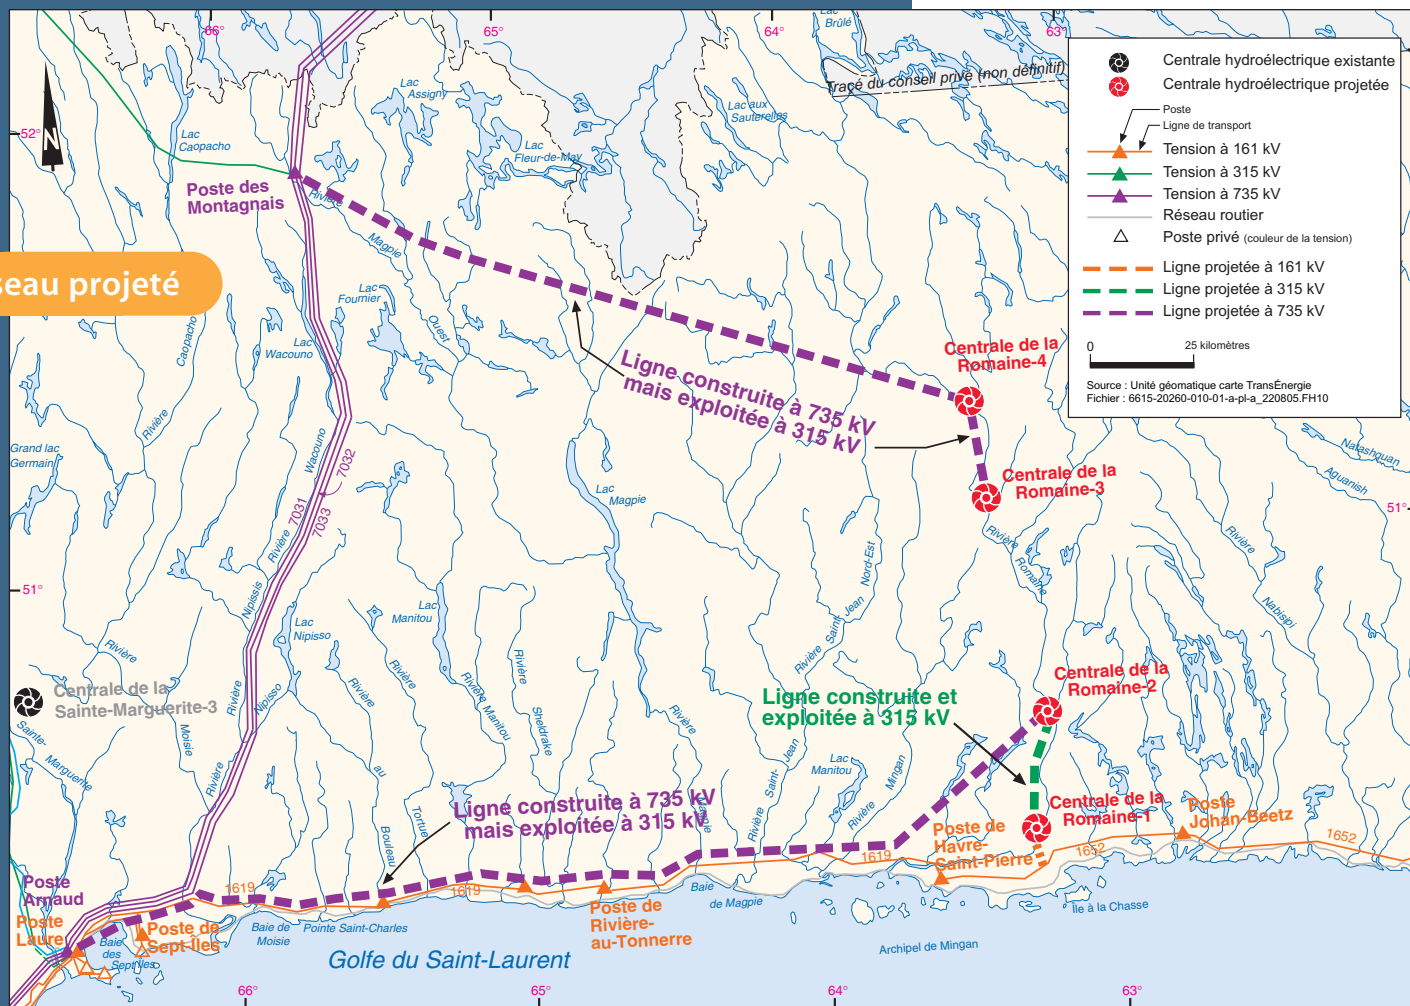 66°
65°
64°
63°
Lac
Brûlé
Tracé du conseil privé (non définitif)
Centrale hydroélectrique existante
Centrale hydroélectrique projetée
Poste
Ligne de transport
Tension à 161 kV
Tension à 315 kV
Tension à 735 kV
Réseau routier
Poste privé (couleur de la tension)
Ligne projetée à 161 kV
Ligne projetée à 315 kV
Ligne projetée à 735 kV
0
25 kilomètres
Source : Unité géomatique carte TransÉnergie
Fichier : 6615-20260-010-01-a-pl-a_220805.FH10
52°
N
Lac
Caopacho
Lac
Assigny
Lac
Fleur-de-May
Lac aux
Sauterelles
Poste des
Montagnais
Rivière
Magpie
Ouest
seau projeté
Lac
Fournier
Lac
Wacouno
Caopacho
Rivière
Grand lac
Germain
Ligne construite à 735 kV
mais exploitée à 315 kV
Centrale de la
Romaine-4
Centrale de la
Romaine-3
Natashquan
Aguanish
51°
Wacouno
Rivière
7032
7031
7033
Lac
Magpie
Rivière
Romaine
Rivière
Nabisipi
Nord-Est
Saint-Jean
Rivière
51°
Nipissis
Rivière
Lac
Nipisso
Nipisso
Lac
Manitou
Rivière
Rivière
Moisie
Rivière
Centrale de la
Sainte-Marguerite-3
Sainte-
Marguerite
Rivière
au
Bouleau
Rivière
Tortue
Rivière Manitou
Rivière
Sheldrake
Rivière
Magpie
Rivière
Saint-
Jean
Lac
Manitou
Rivière
Mingan
Ligne construite et
exploitée à 315 kV
Centrale de la
Romaine-2
Centrale de la
Romaine-1
Ligne construite à 735 kV
mais exploitée à 315 kV
Poste
Johan-Beetz
Poste de
Havre-
Saint-Pierre
1652
1652
1619
1619
1619
Poste
Arnaud
Poste
Laure
Poste de
Sept-Îles
Baie
des
Sept Îles
Baie de
Moisie
Pointe Saint-Charles
Poste de
Rivière-
au-Tonnerre
Baie
de Magpie
Île à la Chasse
Archipel de Mingan
Golfe du Saint-Laurent
66°
65°
64°
63°